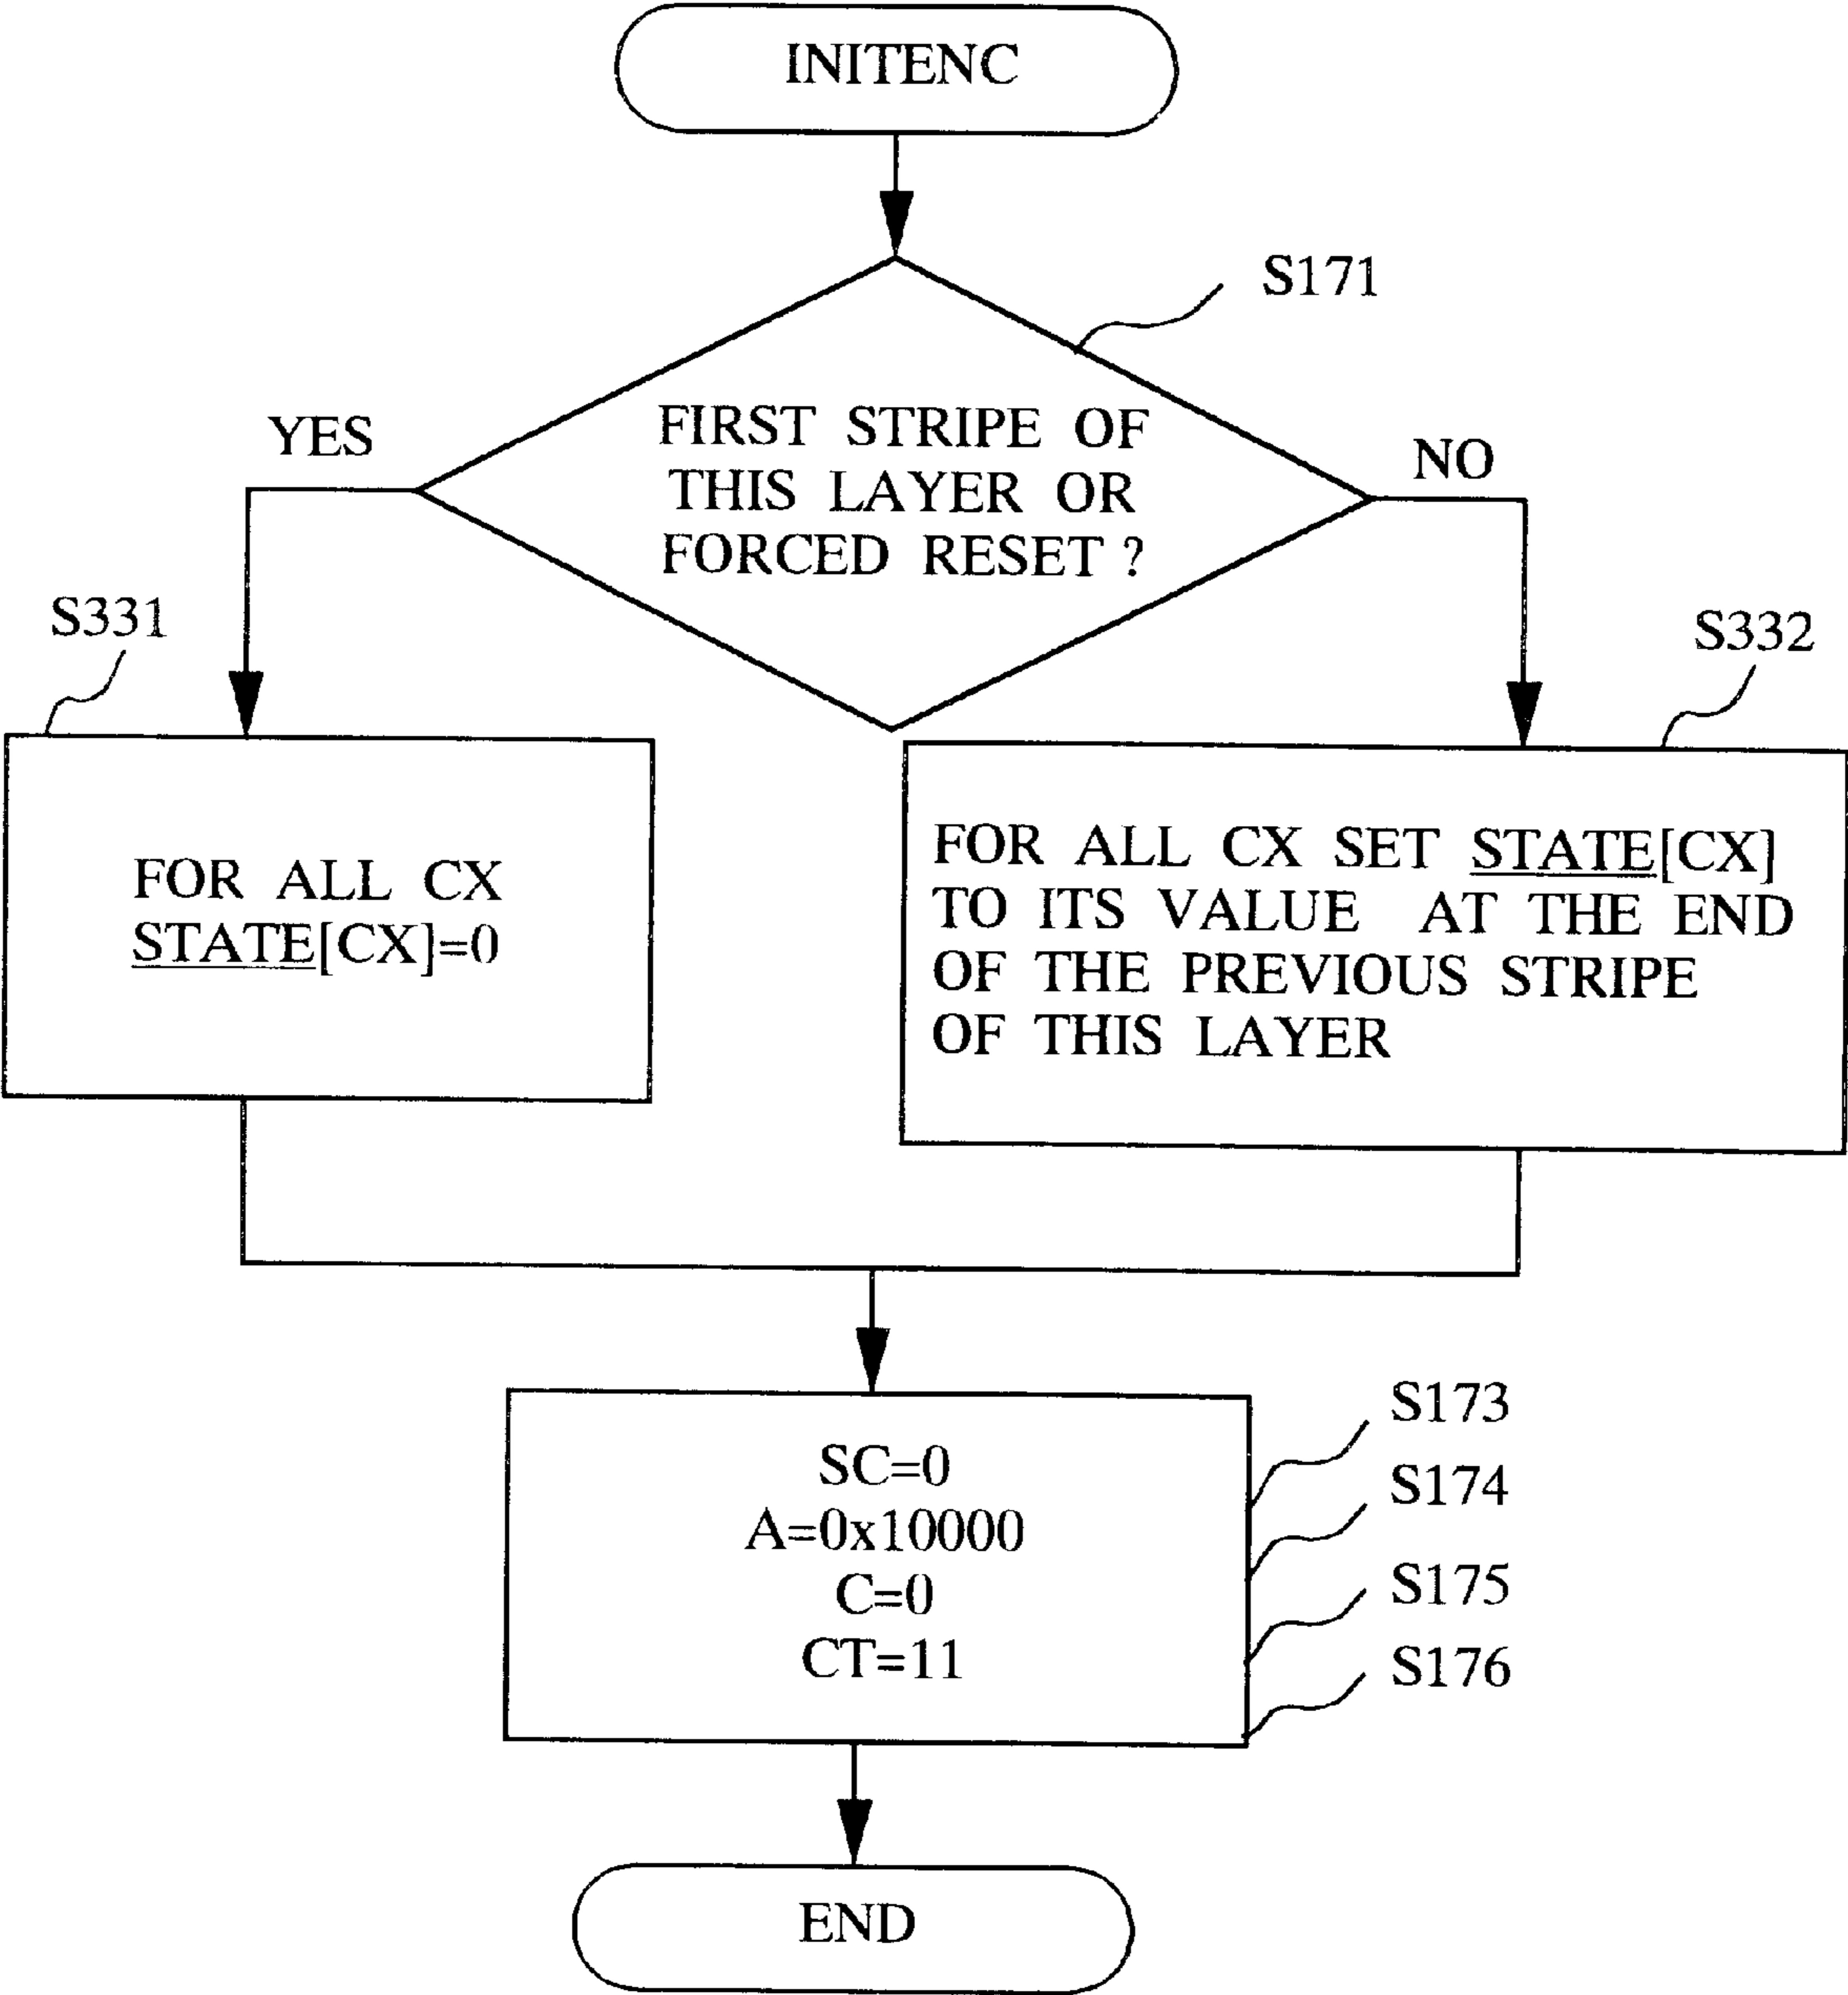 INITENC
S171
FIRST STRIPE OF
THIS LAYER OR
FORCED RESET ?
YES
NO
S331
S332
FOR ALL CX
STATE[CX]=0
FOR ALL CX SET STATE[CX]
TO ITS VALUE AT THE END
OF THE PREVIOUS STRIPE
OF THIS LAYER
SC=0
A=0x10000
C=0
CT=11
S173
S174
S175
S176
END